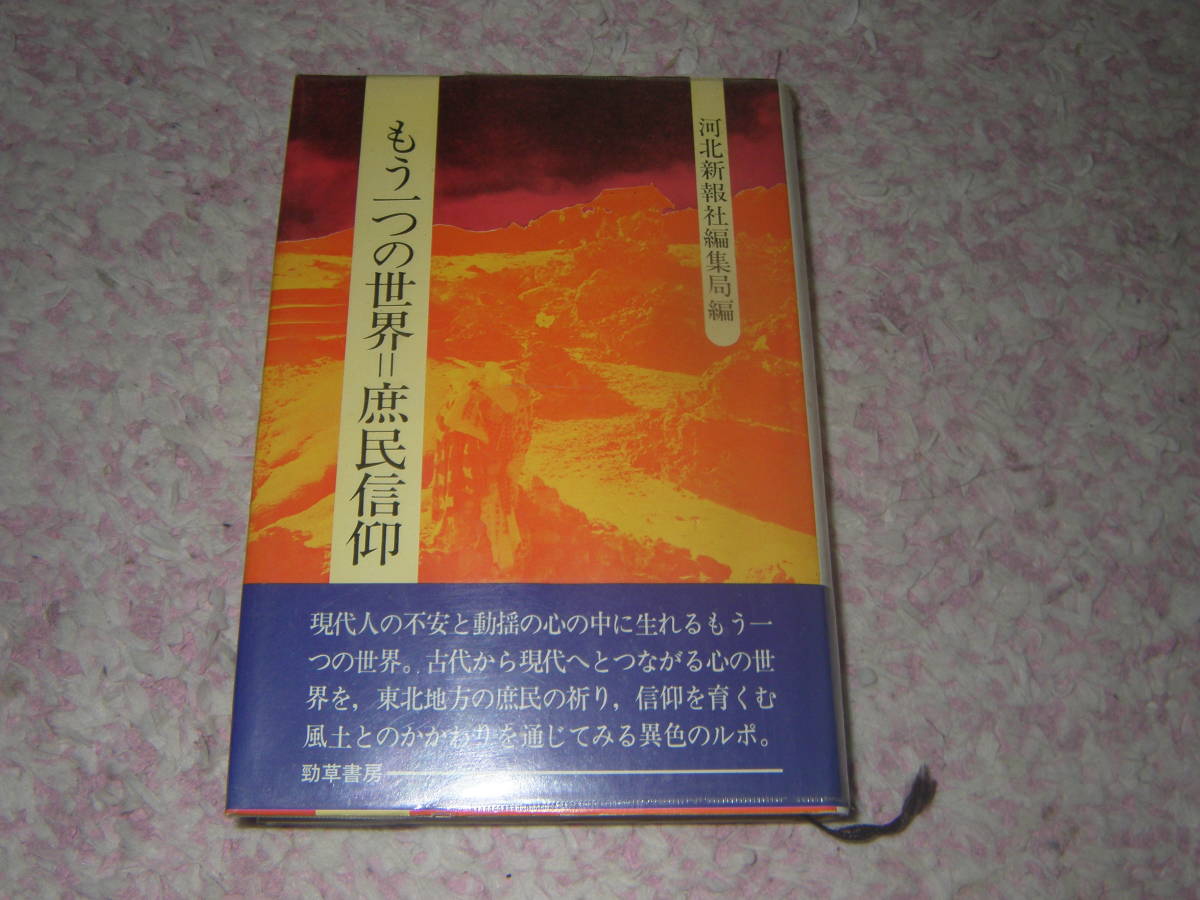 河北新報社編集局編
もう一つの世界=庶民信仰
現代人の不安と動揺の心の中に生れるもう一
つの世界。古代から現代へとつながる心の世
界を，東北地方の庶民の祈り，信仰を育くむ
風土とのかかわりを通じてみる異色のルポ。
勁草書房